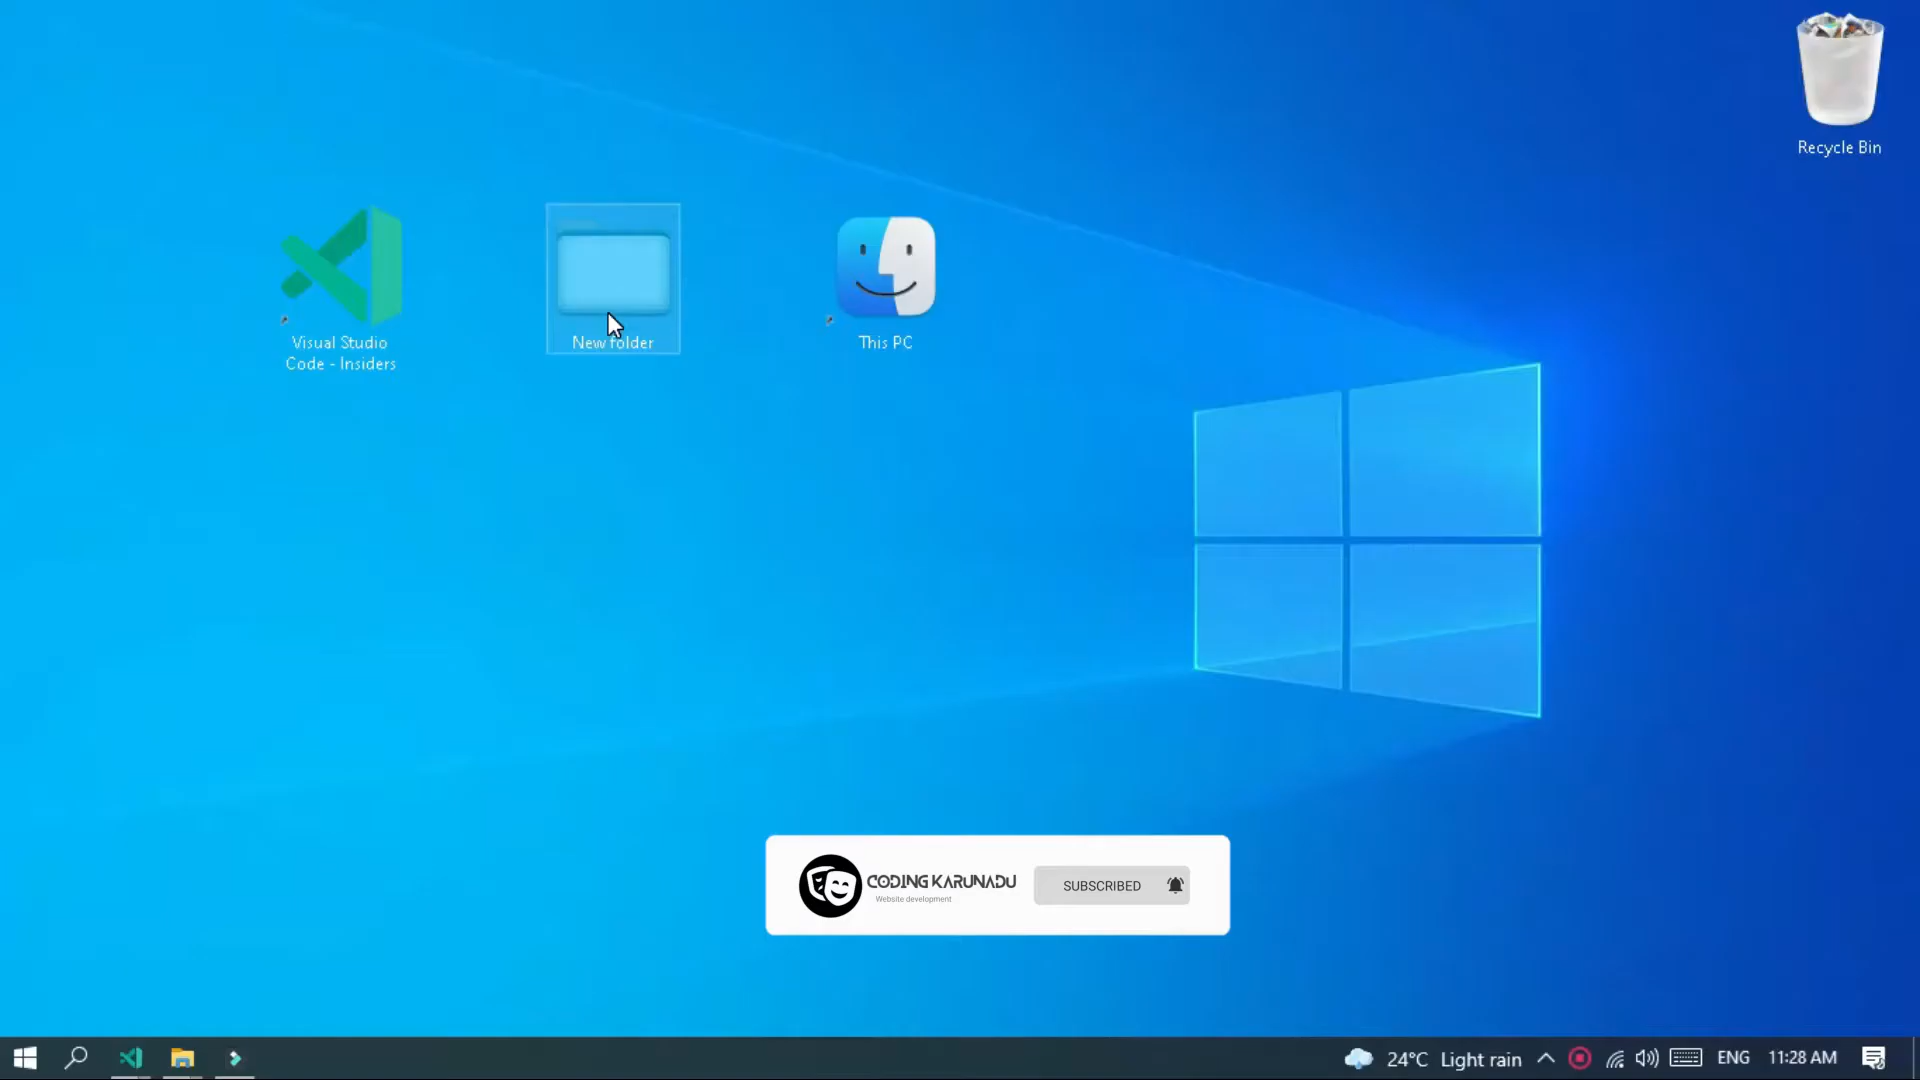 Recycle Bin
Visual Studio
Code - Insiders
New folder
This PC
CODING KARUNADU
Website development
SUBSCRIBED
24°C Light rain
ENG
11:28 AM